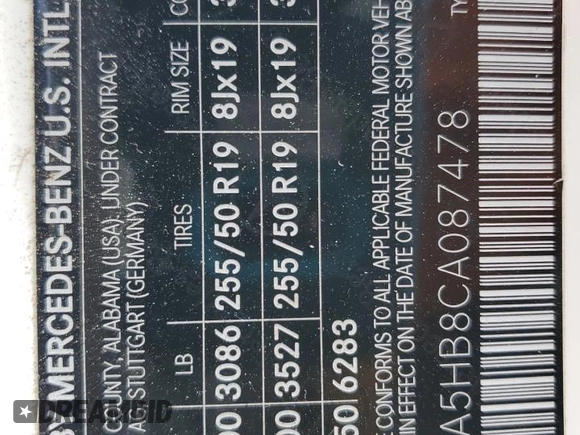 MERCEDES-BENZ U.S. INTL
COUNTY, ALABAMA (USA), UNDER CONTRACT
STUTTGART (GERMANY)
LB TIRES RIM SIZE
3086 255/50 R19 8Jx19
3527 255/50 R19 8Jx19
6283
CONFORMS TO ALL APPLICABLE FEDERAL MOTOR
IN EFFECT ON THE DATE OF MANUFACTURE SHOWN
A5HB8CA087478
BIDMEBID